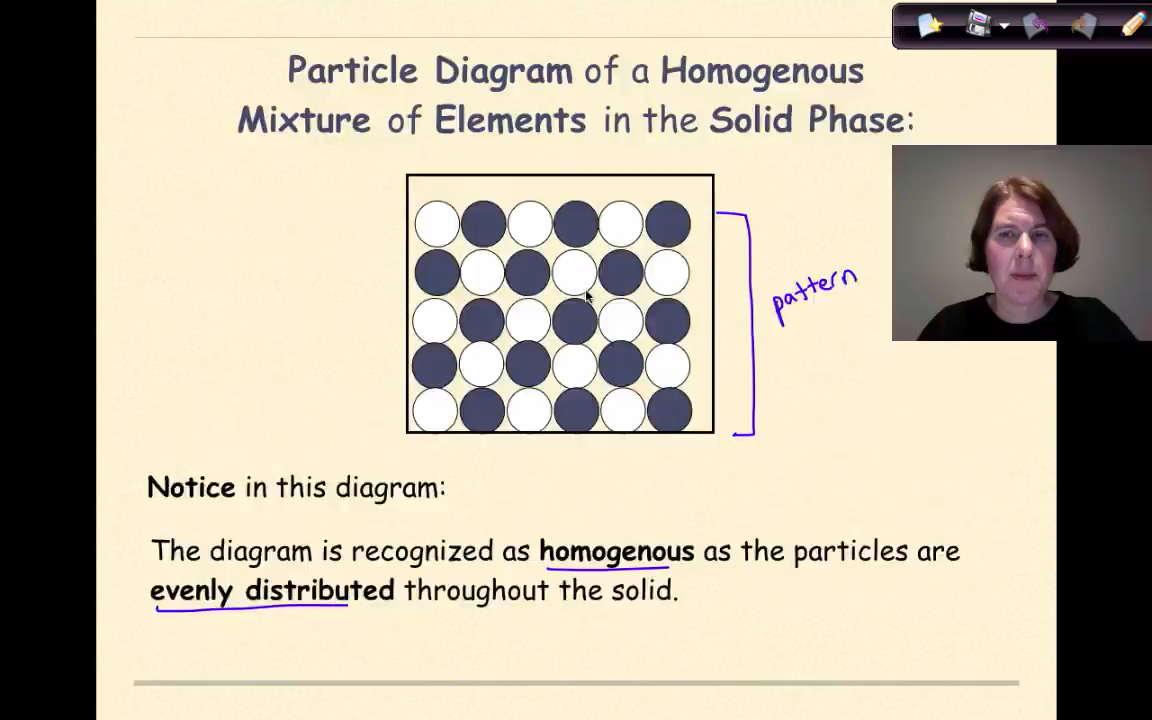 Particle Diagram of a Homogenous
Mixture of Elements in the Solid Phase:
pattern
Notice in this diagram:
The diagram is recognized as homogenous as the particles are
evenly distributed throughout the solid.